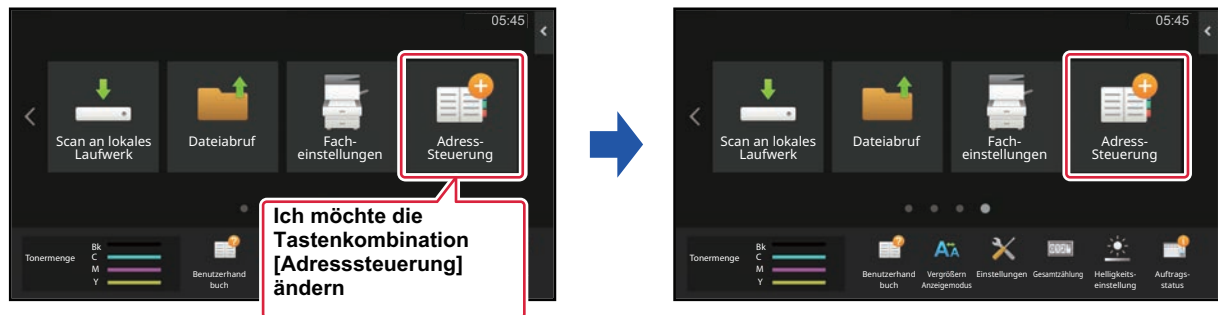 05:45
Scan an lokales
Laufwerk
Dateiabruf
Fach-
einstellungen
Adress-
Steuerung
Ich möchte die
Tastenkombination
[Adresssteuerung]
ändern
Tonermenge
Bk
C
M
Y
Benutzerhand
buch
05:45
Scan an lokales
Laufwerk
Dateiabruf
Fach-
einstellungen
Adress-
Steuerung
Tonermenge
Bk
C
M
Y
Benutzerhand
buch
Vergrößern
Anzeigemodus
Einstellungen
Gesamtzählung
Helligkeits-
einstellung
Auftrags-
status